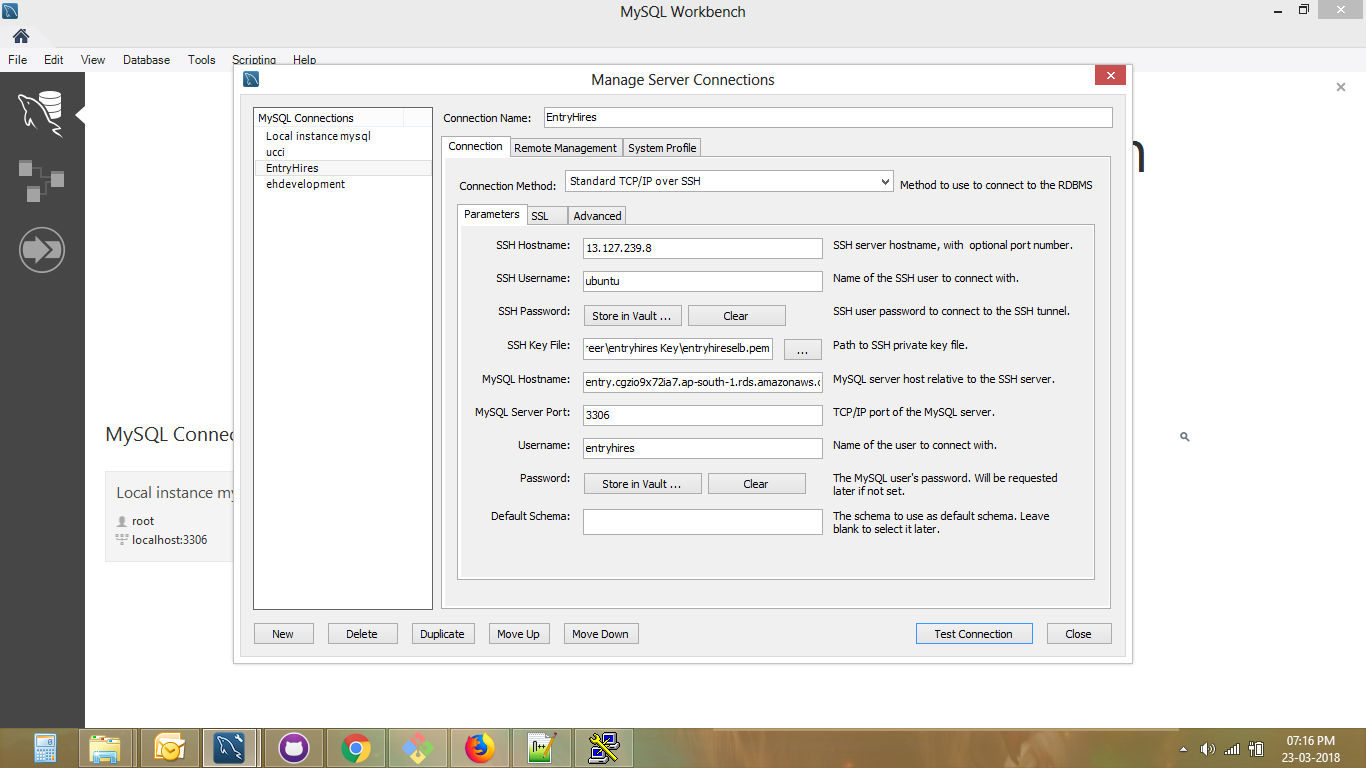 MySQL Workbench
File Edit View Database Tools Scripting Help
Manage Server Connections
MySQL Connections
Local instance mysql
ucci
EntryHires
ehdevelopment
Connection Name: EntryHires
Connection Remote Management System Profile
Connection Method: Standard TCP/IP over SSH Method to use to connect to the RDBMS
Parameters SSL Advanced
SSH Hostname: 13.127.239.8 SSH server hostname, with optional port number.
SSH Username: ubuntu Name of the SSH user to connect with.
SSH Password: Store in Vault ... Clear SSH user password to connect to the SSH tunnel.
SSH Key File: reer\entryhires Key\entryhireselb.pem ... Path to SSH private key file.
MySQL Hostname: entry.cgzio9x72ia7.ap-south-1.rds.amazonaws.c MySQL server host relative to the SSH server.
MySQL Server Port: 3306 TCP/IP port of the MySQL server.
Username: entryhires Name of the user to connect with.
Password: Store in Vault ... Clear The MySQL user's password. Will be requested
later if not set.
Default Schema: The schema to use as default schema. Leave
blank to select it later.
New Delete Duplicate Move Up Move Down Test Connection Close
MySQL Connec
Local instance my
root
localhost:3306
07:16 PM
23-03-2018